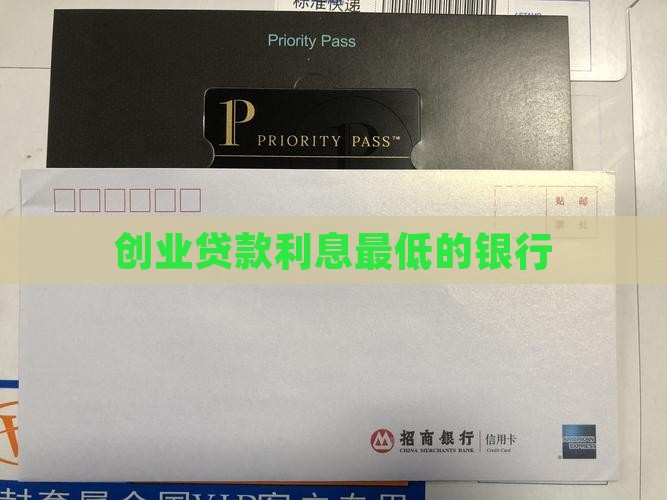 标准快递
Priority Pass
PRIORITY PASS™
贴 邮
票 处
创业贷款利息最低的银行
招商银行 信用卡
CHINA MERCHANTS BANK Credit Card
AMERICAN
EXPRESS